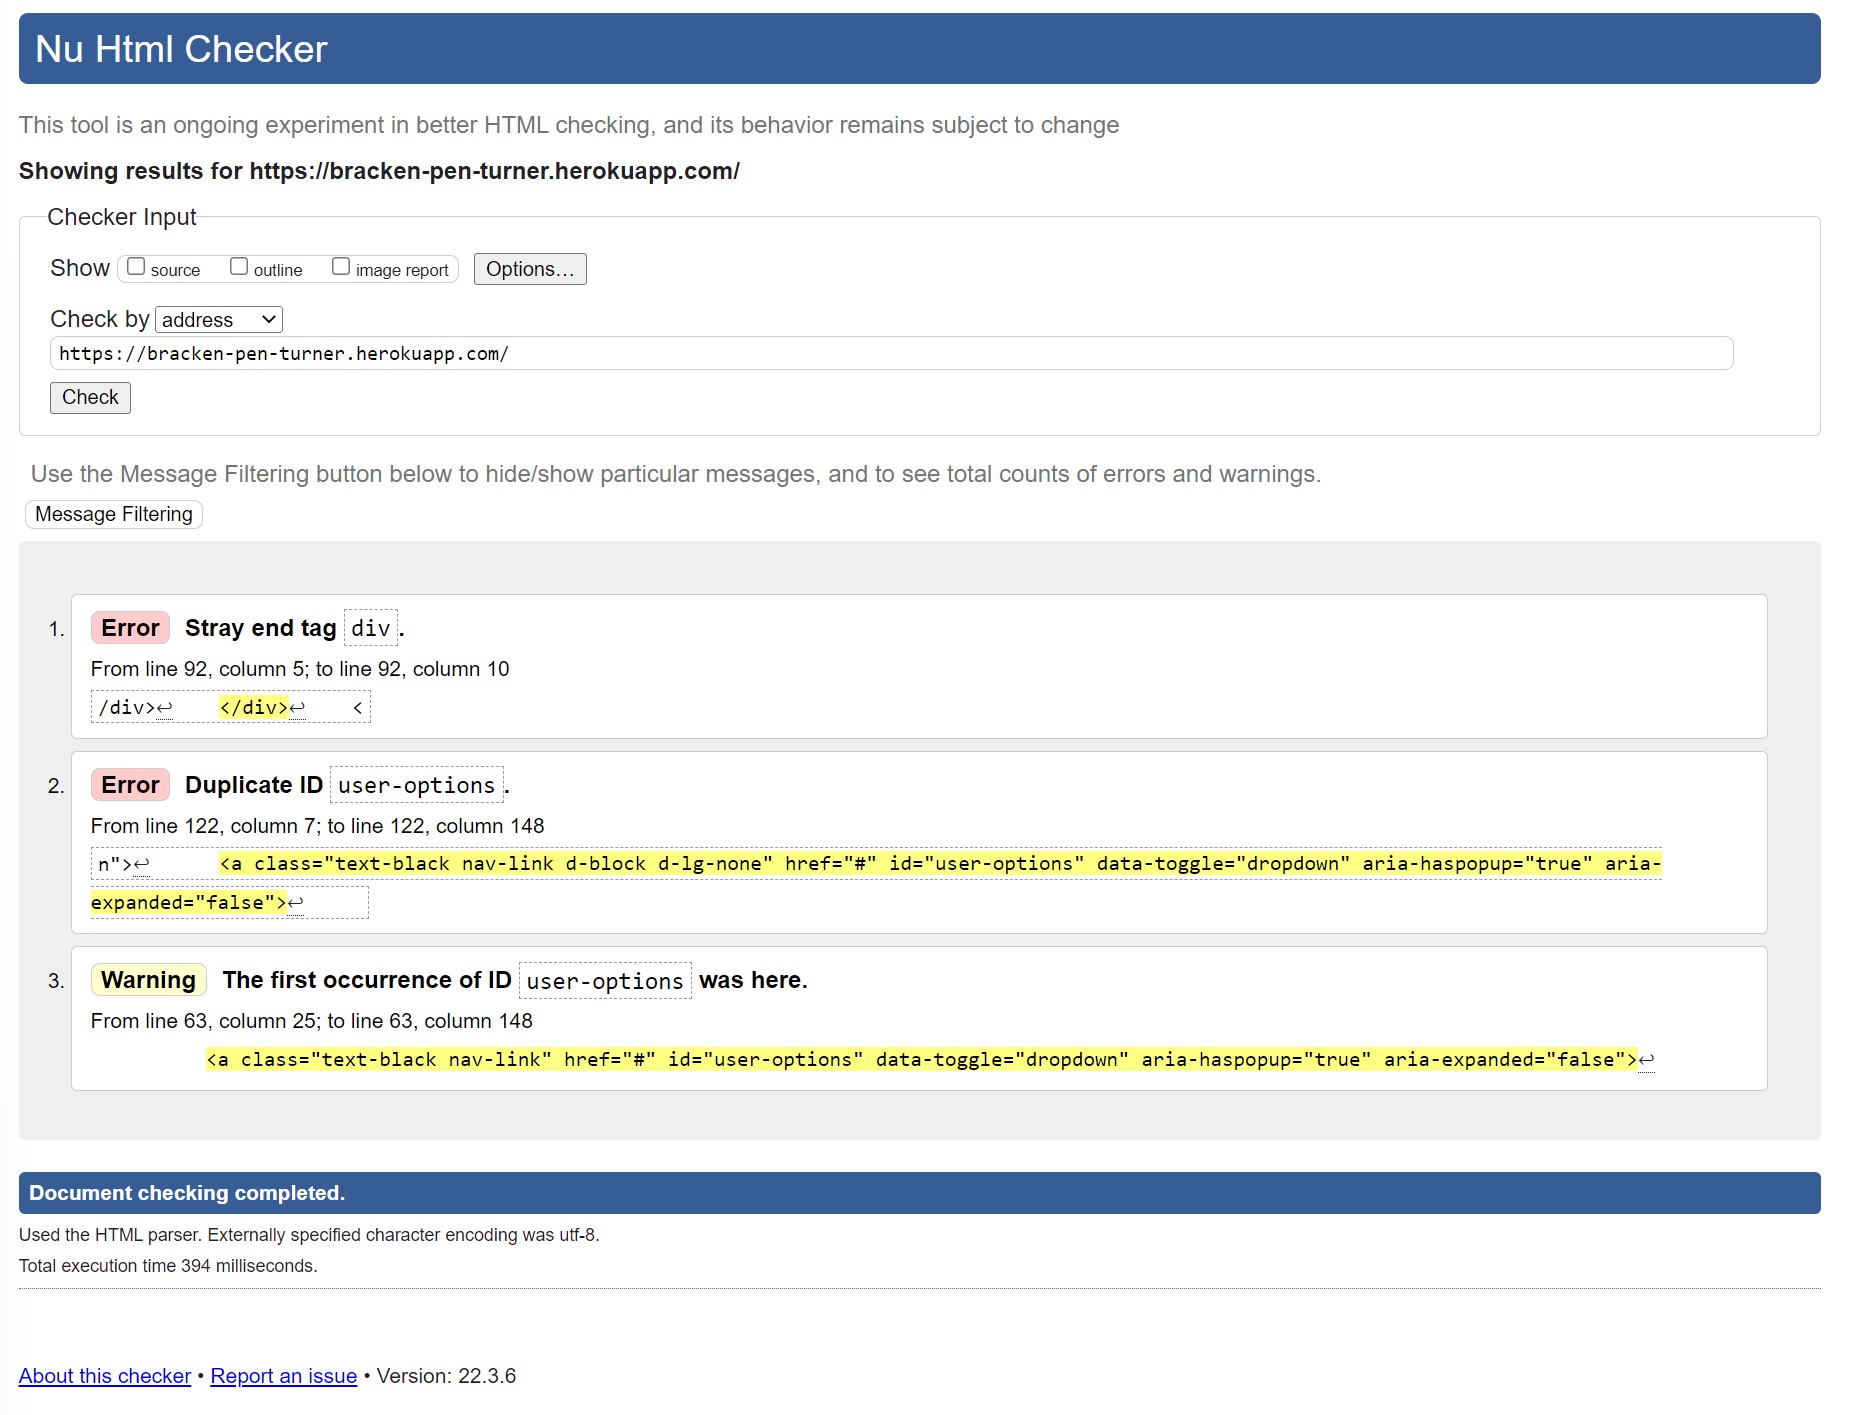 Nu Html Checker
This tool is an ongoing experiment in better HTML checking, and its behavior remains subject to change
Showing results for https://bracken-pen-turner.herokuapp.com/
Checker Input
Show source outline image report Options…
Check by address
https://bracken-pen-turner.herokuapp.com/
Check
Use the Message Filtering button below to hide/show particular messages, and to see total counts of errors and warnings.
Message Filtering
1. Error Stray end tag div.
From line 92, column 5; to line 92, column 10
/div>↩ </div>↩ <
2. Error Duplicate ID user-options.
From line 122, column 7; to line 122, column 148
n">↩ <a class="text-black nav-link d-block d-lg-none" href="#" id="user-options" data-toggle="dropdown" aria-haspopup="true" aria-
expanded="false">↩
3. Warning The first occurrence of ID user-options was here.
From line 63, column 25; to line 63, column 148
<a class="text-black nav-link" href="#" id="user-options" data-toggle="dropdown" aria-haspopup="true" aria-expanded="false">↩
Document checking completed.
Used the HTML parser. Externally specified character encoding was utf-8.
Total execution time 394 milliseconds.
About this checker • Report an issue • Version: 22.3.6